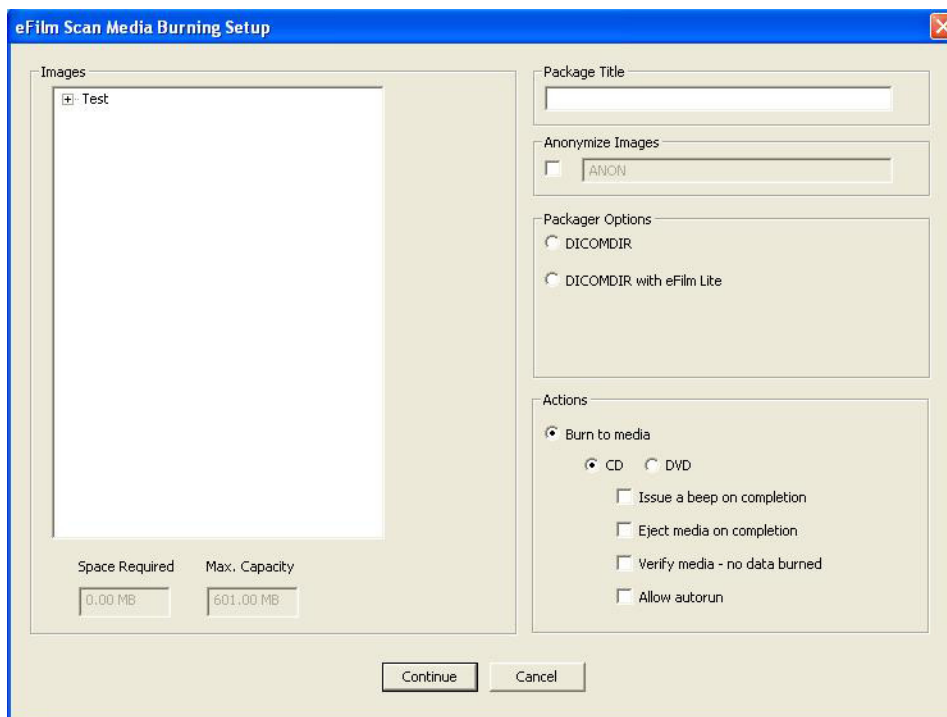 eFilm Scan Media Burning Setup
Images
Test
Space Required
Max. Capacity
0.00 MB
601.00 MB
Package Title
Anonymize Images
ANON
Packager Options
DICOMDIR
DICOMDIR with eFilm Lite
Actions
Burn to media
CD
DVD
Issue a beep on completion
Eject media on completion
Verify media - no data burned
Allow autorun
Continue
Cancel